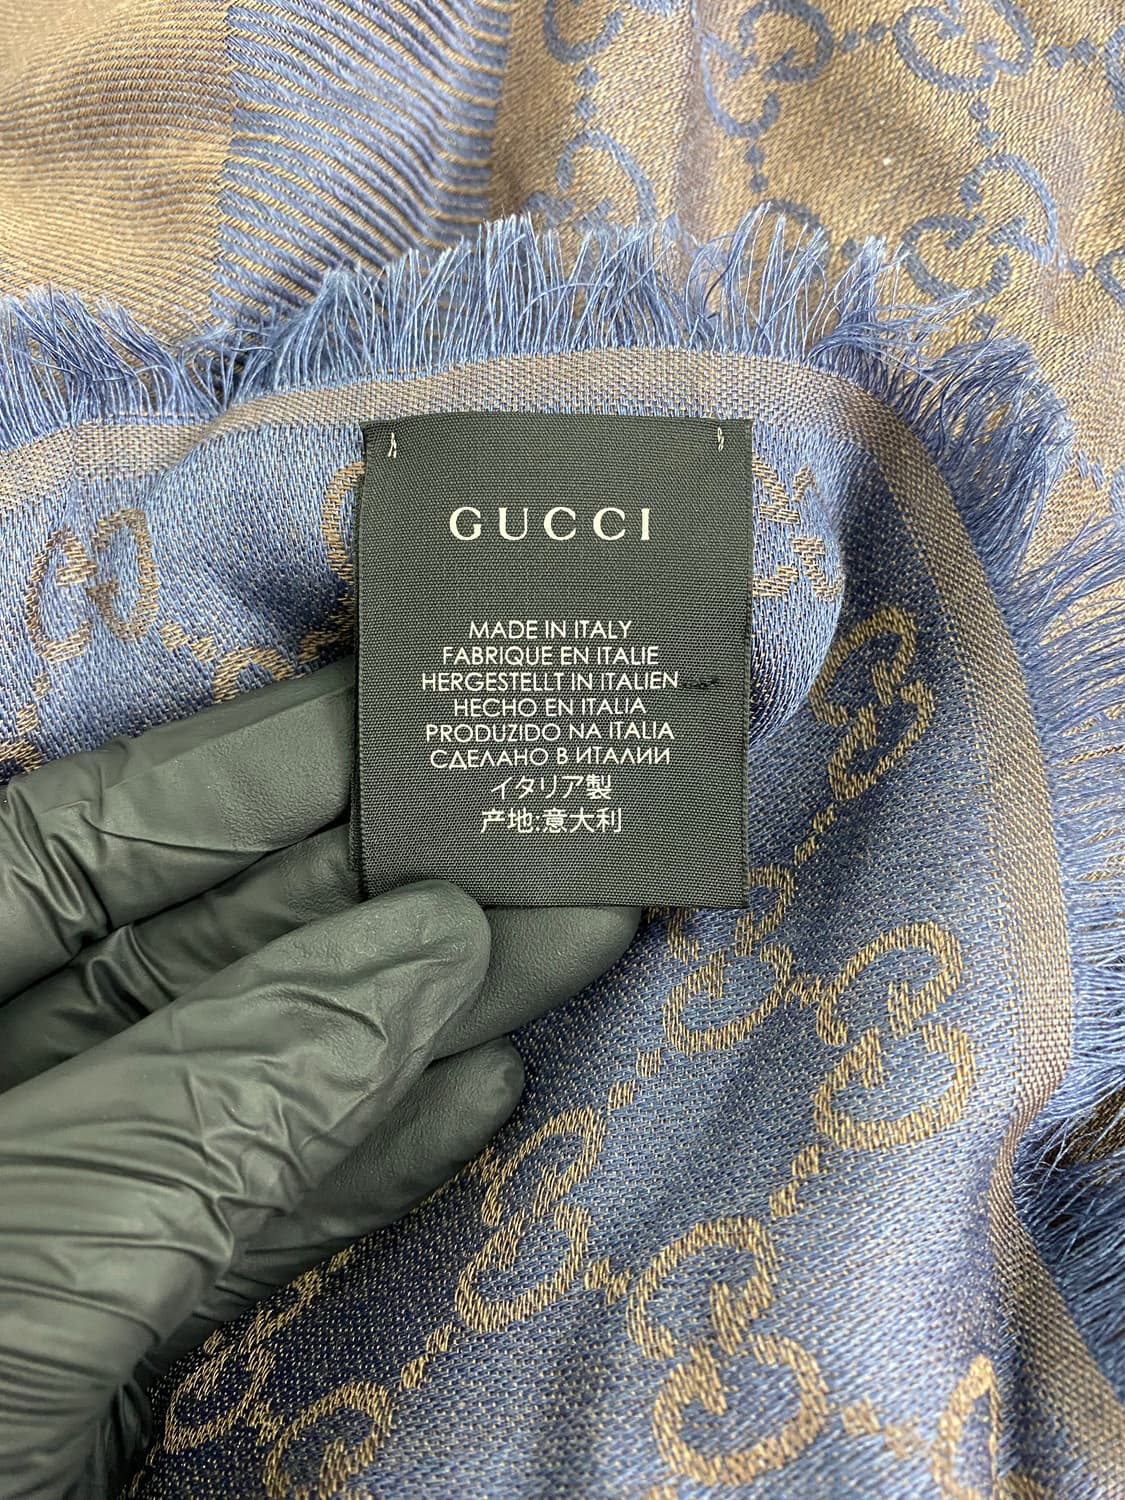 GUCCI
MADE IN ITALY
FABRIQUE EN ITALIE
HERGESTELLT IN ITALIEN
HECHO EN ITALIA
PRODUZIDO NA ITALIA
СДЕЛАНО В ИТАЛИИ
イタリア製
产地:意大利